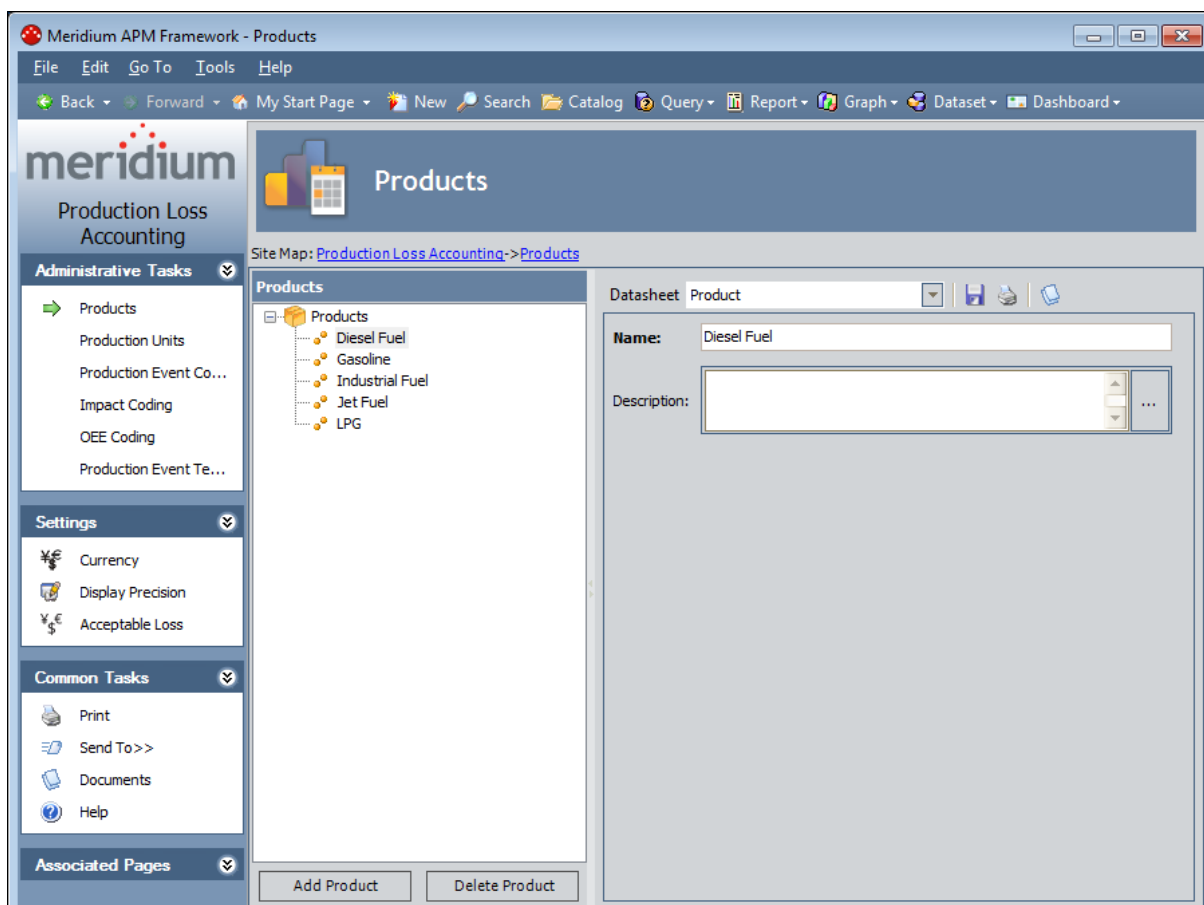 Meridium APM Framework - Products
File Edit Go To Tools Help
Back Forward My Start Page New Search Catalog Query Report Graph Dataset Dashboard
meridium
Production Loss
Accounting
Products
Site Map: Production Loss Accounting->Products
Administrative Tasks
Products
Production Units
Production Event Co...
Impact Coding
OEE Coding
Production Event Te...
Settings
Currency
Display Precision
Acceptable Loss
Common Tasks
Print
Send To>>
Documents
Help
Associated Pages
Products
Products
Diesel Fuel
Gasoline
Industrial Fuel
Jet Fuel
LPG
Add Product Delete Product
Datasheet Product
Name: Diesel Fuel
Description: ...